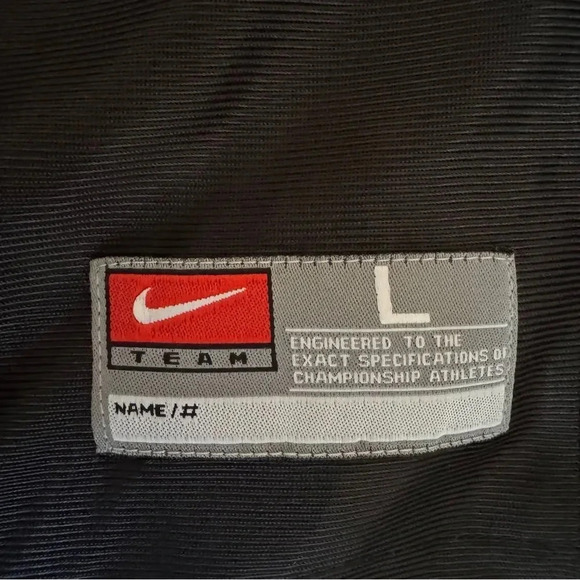 L
TEAM
ENGINEERED TO THE
EXACT SPECIFICATIONS OF
CHAMPIONSHIP ATHLETES
NAME/#